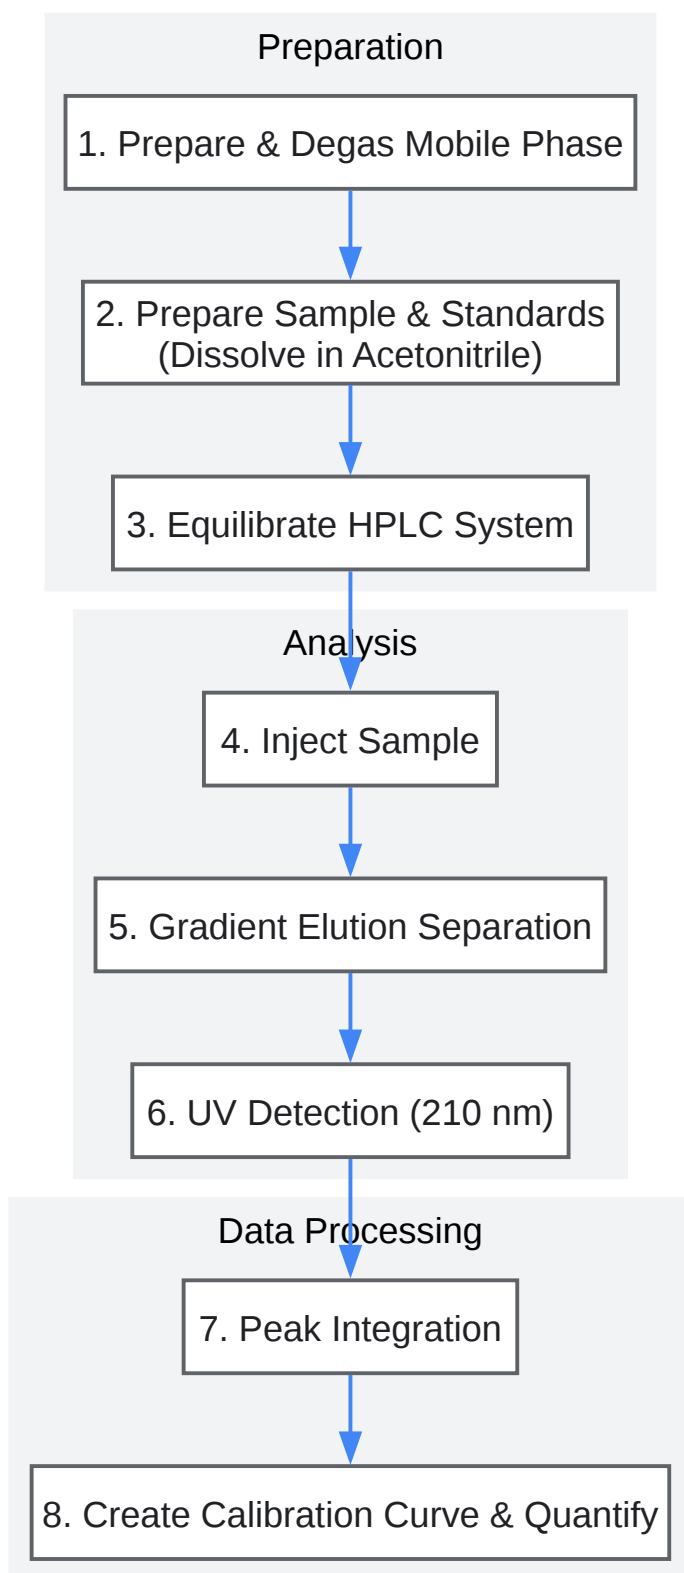 Preparation
1. Prepare & Degas Mobile Phase
2. Prepare Sample & Standards
(Dissolve in Acetonitrile)
3. Equilibrate HPLC System
Analysis
4. Inject Sample
5. Gradient Elution Separation
6. UV Detection (210 nm)
Data Processing
7. Peak Integration
8. Create Calibration Curve & Quantify